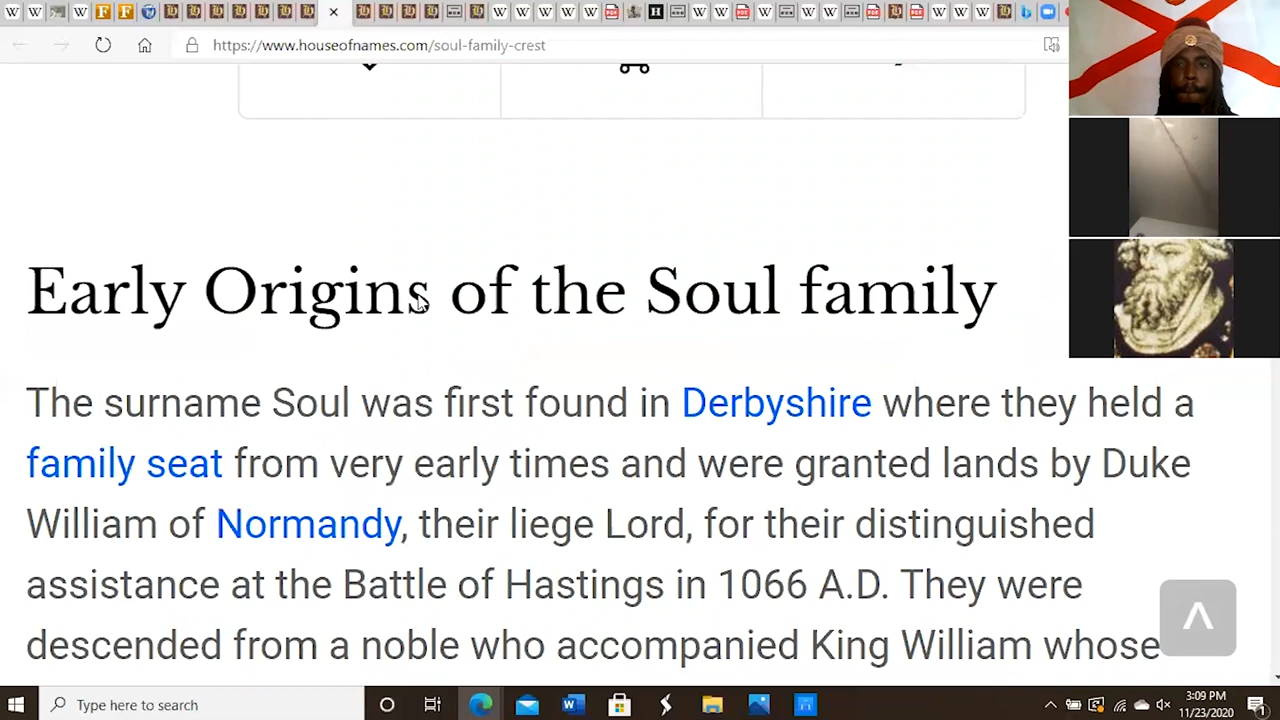 https://www.houseofnames.com/soul-family-crest
Early Origins of the Soul family
The surname Soul was first found in Derbyshire where they held a
family seat from very early times and were granted lands by Duke
William of Normandy, their liege Lord, for their distinguished
assistance at the Battle of Hastings in 1066 A.D. They were
descended from a noble who accompanied King William whose
Type here to search
3:09 PM
11/23/2020